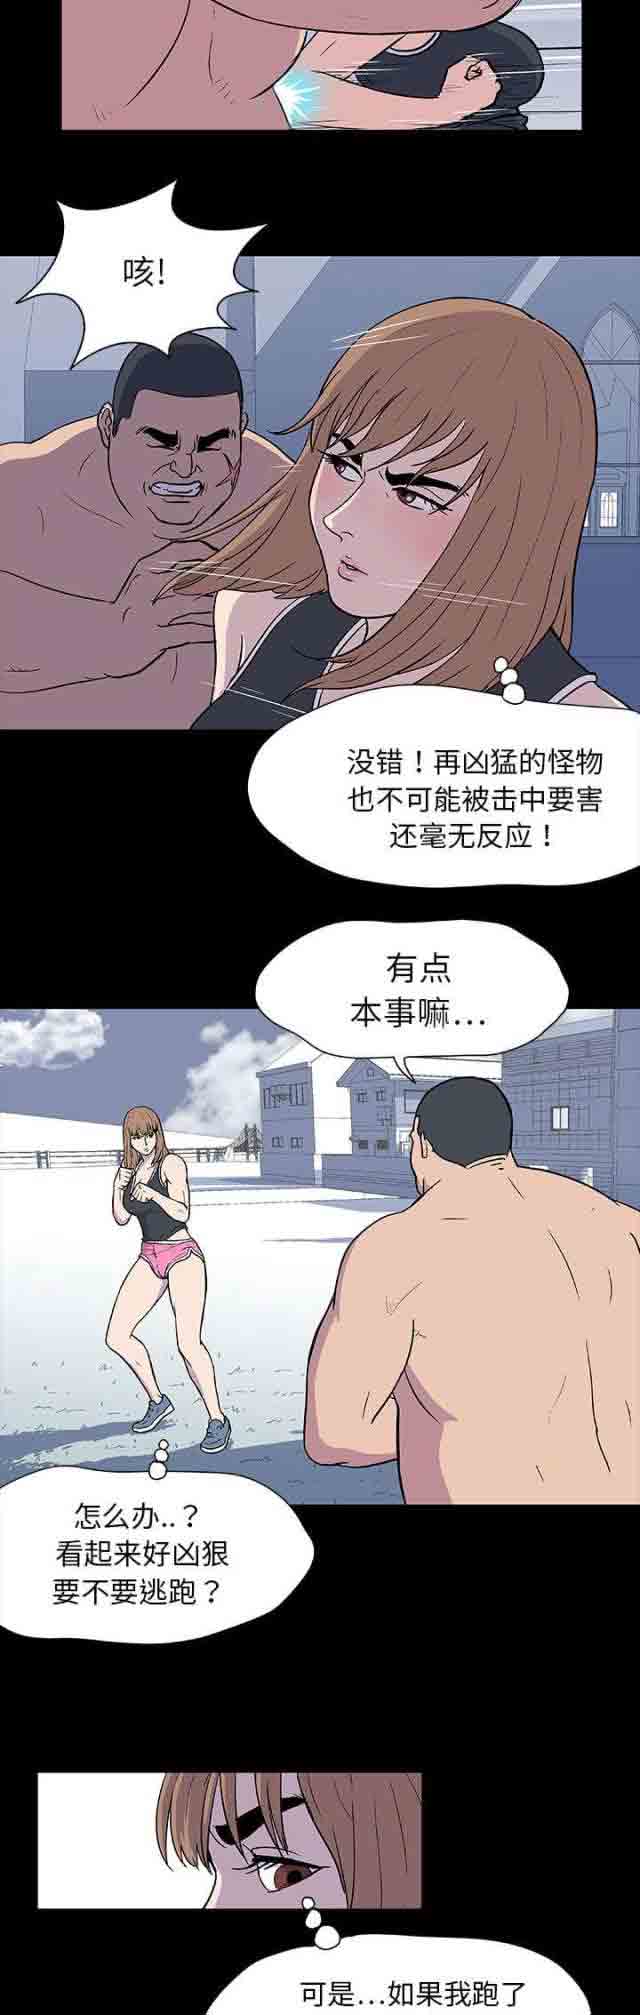 咳!
没错！再凶猛的怪物
也不可能被击中要害
还毫无反应！
有点
本事嘛...
怎么办..？
看起来好凶狠
要不要逃跑？
可是...如果我跑了